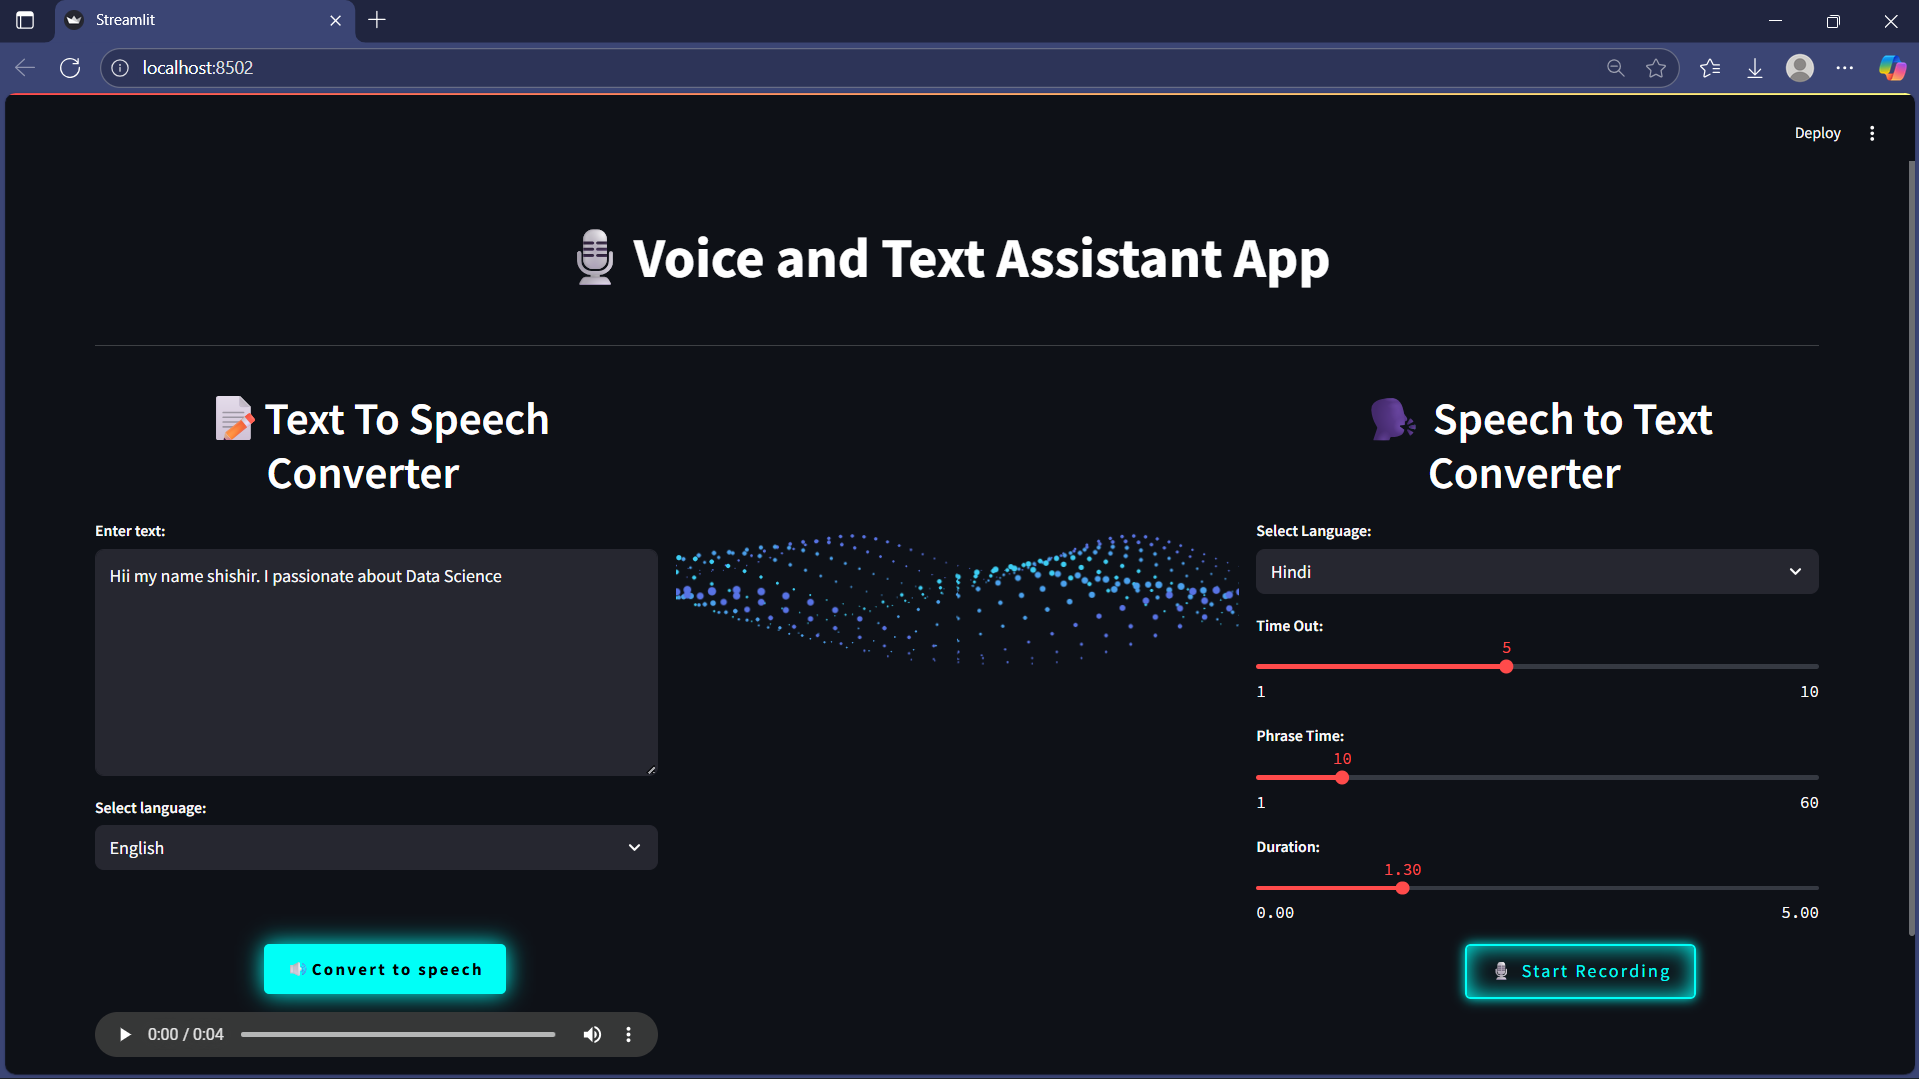 Streamlit
localhost:8502
Deploy
Voice and Text Assistant App
Text To Speech
Converter
Enter text:
Hii my name shishir. I passionate about Data Science
Select language:
English
Convert to speech
0:00 / 0:04
Speech to Text
Converter
Select Language:
Hindi
Time Out:
5
1 10
Phrase Time:
10
1 60
Duration:
1.30
0.00 5.00
Start Recording